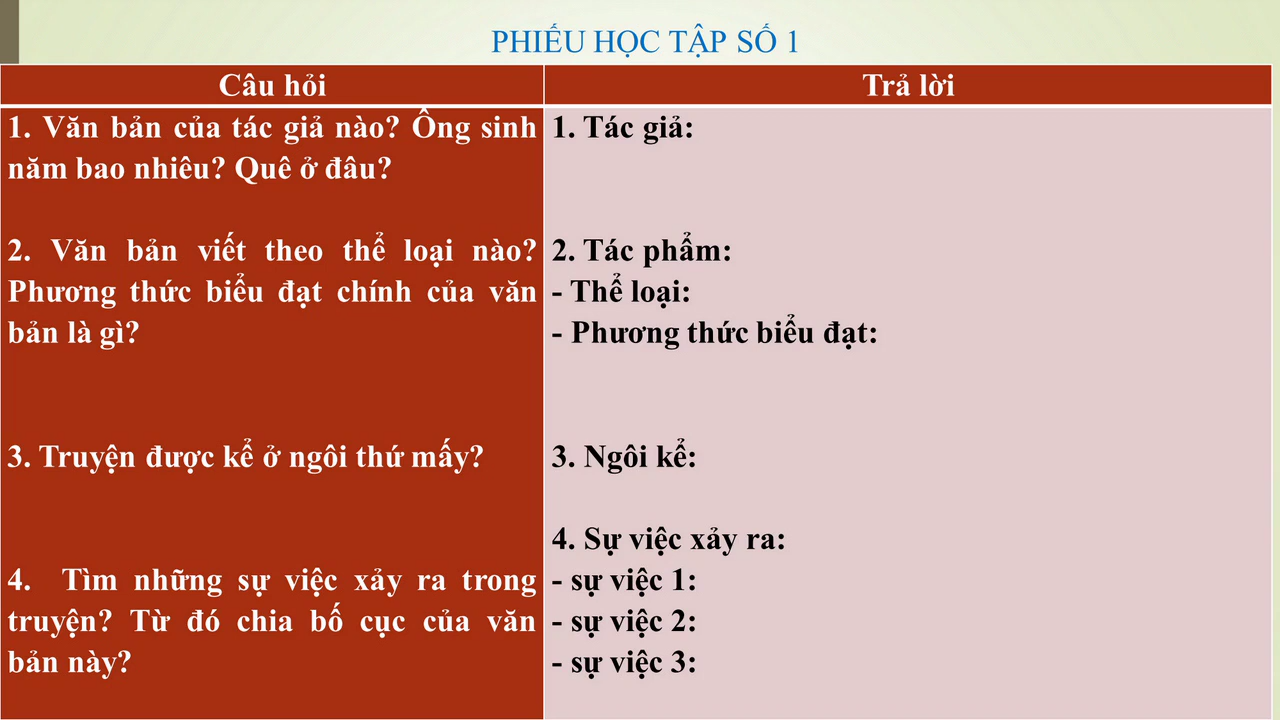 PHIẾU HỌC TẬP SỐ 1
Câu hỏi
Trả lời
1. Văn bản của tác giả nào? Ông sinh
năm bao nhiêu? Quê ở đâu?
2. Văn bản viết theo thể loại nào?
Phương thức biểu đạt chính của văn
bản là gì?
3. Truyện được kể ở ngôi thứ mấy?
4. Tìm những sự việc xảy ra trong
truyện? Từ đó chia bố cục của văn
bản này?
1. Tác giả:
2. Tác phẩm:
- Thể loại:
- Phương thức biểu đạt:
3. Ngôi kể:
4. Sự việc xảy ra:
- sự việc 1:
- sự việc 2:
- sự việc 3: